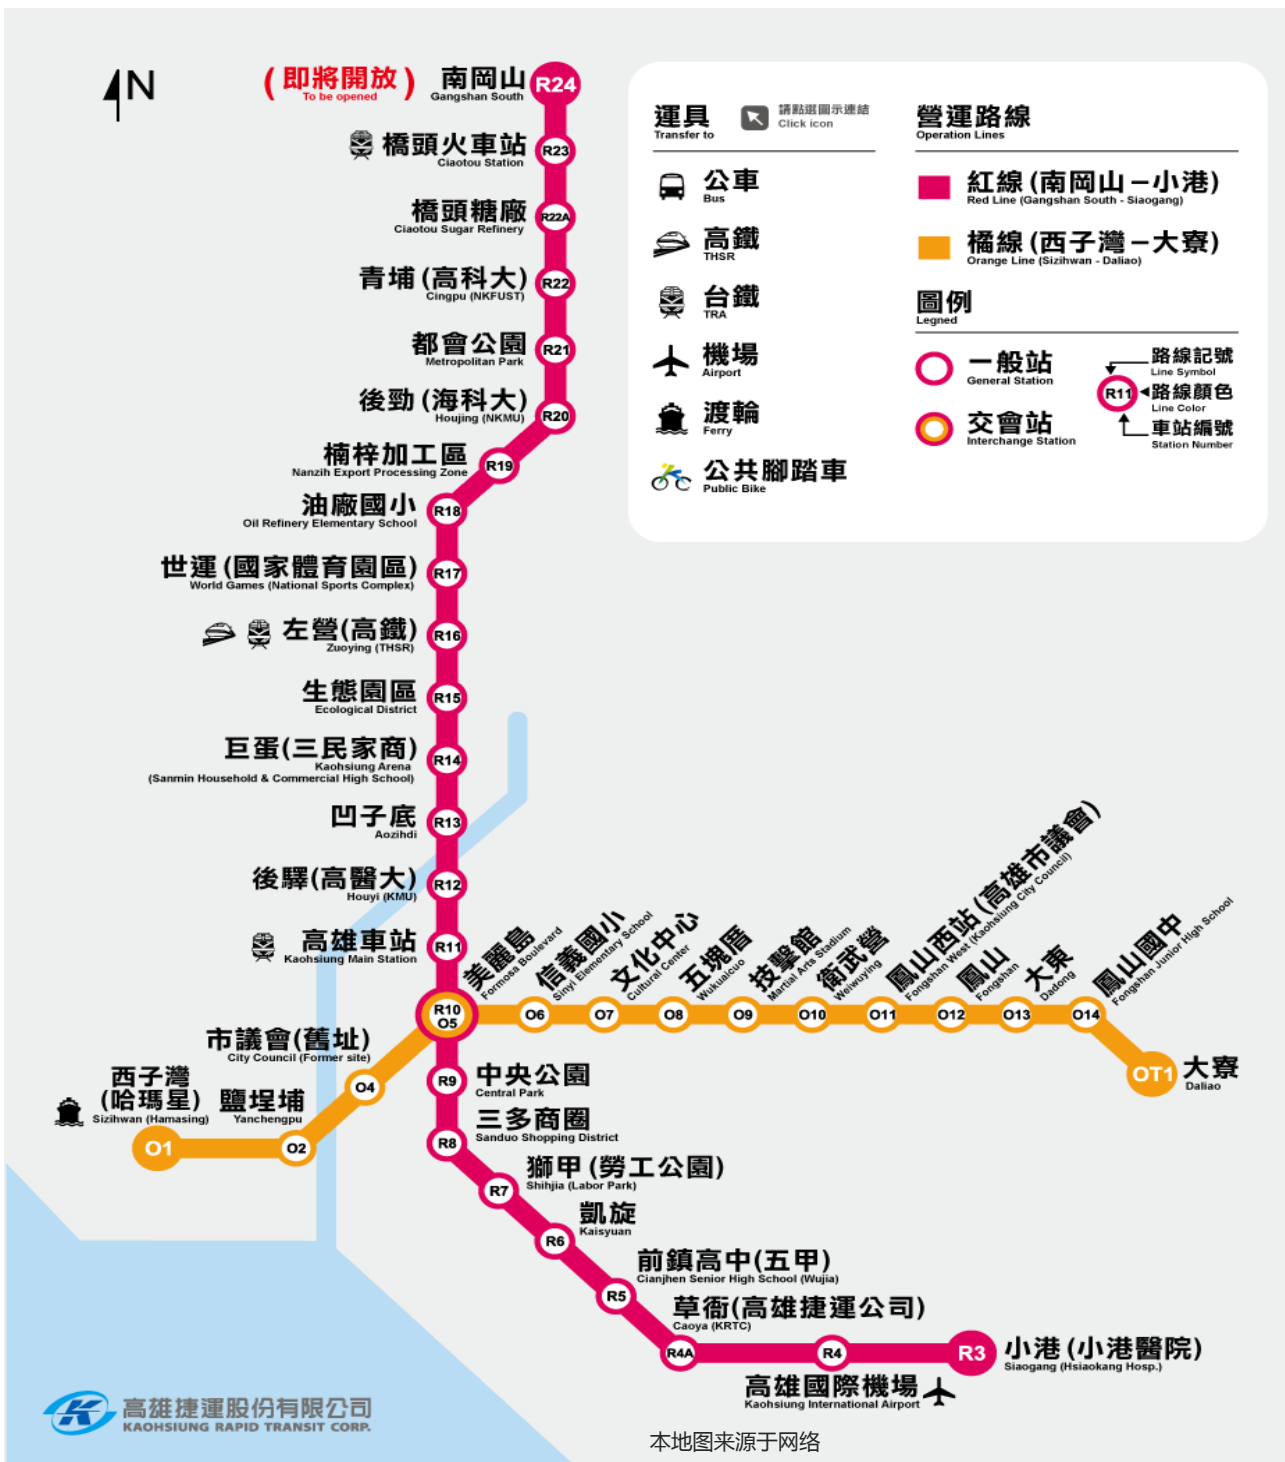 N
(即將開放)
To be opened
南岡山
Gangshan South
R24
橋頭火車站
Ciaotou Station
R23
橋頭糖廠
Ciaotou Sugar Refinery
R22A
青埔(高科大)
Cingpu (NKFUST)
R22
都會公園
Metropolitan Park
R21
後勁(海科大)
Houjing (NKMU)
R20
楠梓加工區
Nanzih Export Processing Zone
R19
油廠國小
Oil Refinery Elementary School
R18
世運(國家體育園區)
World Games (National Sports Complex)
R17
左營(高鐵)
Zuoying (THSR)
R16
生態園區
Ecological District
R15
巨蛋(三民家商)
Kaohsiung Arena
(Sanmin Household & Commercial High School)
R14
凹子底
Aozihdi
R13
後驛(高醫大)
Houyi (KMU)
R12
高雄車站
Kaohsiung Main Station
R11
運具
Transfer to
請點選圖示連結
Click icon
公車
Bus
高鐵
THSR
台鐵
TRA
機場
Airport
渡輪
Ferry
公共腳踏車
Public Bike
營運路線
Operation Lines
紅線(南岡山－小港)
Red Line (Gangshan South - Siaogang)
橘線(西子灣－大寮)
Orange Line (Sizihwan - Daliao)
圖例
Legned
一般站
General Station
交會站
Interchange Station
R11
路線記號
Line Symbol
路線顏色
Line Color
車站編號
Station Number
美麗島
Formosa Boulevard
R10
O5
信義國小
Sinyi Elementary School
O6
文化中心
Cultural Center
O7
五塊厝
Wukuaicuo
O8
技擊館
Martial Arts Stadium
O9
衛武營
Weiwuying
O10
鳳山西站(高雄市議會)
Fongshan West (Kaohsiung City Council)
O11
鳳山
Fongshan
O12
大東
Dadong
O13
鳳山國中
Fongshan Junior High School
O14
大寮
Daliao
OT1
市議會(舊址)
City Council (Former site)
O4
鹽埕埔
Yanchengpu
O2
西子灣
(哈瑪星)
Sizihwan (Hamasing)
O1
R9
中央公園
Central Park
R8
三多商圈
Sanduo Shopping District
R7
獅甲(勞工公園)
Shihjia (Labor Park)
R6
凱旋
Kaisyuan
R5
前鎮高中(五甲)
Cianjhen Senior High School (Wujia)
R4A
草衙(高雄捷運公司)
Caoya (KRTC)
R4
高雄國際機場
Kaohsiung International Airport
R3
小港(小港醫院)
Siaogang (Hsiaokang Hosp.)
高雄捷運股份有限公司
KAOHSIUNG RAPID TRANSIT CORP.
本地图来源于网络